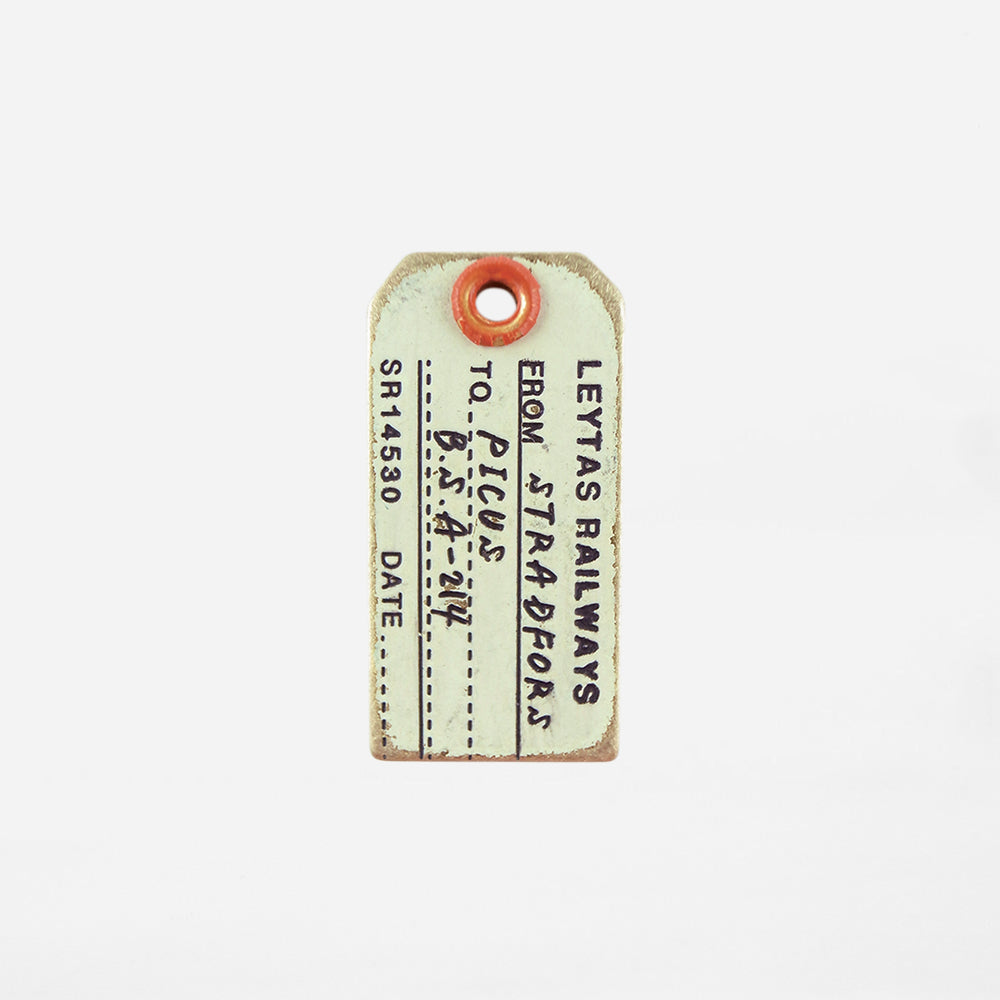 LEYTAS RAILWAYS
FROM STRADFORS
TO PICUS
B.S.A-214
SR14530 DATE